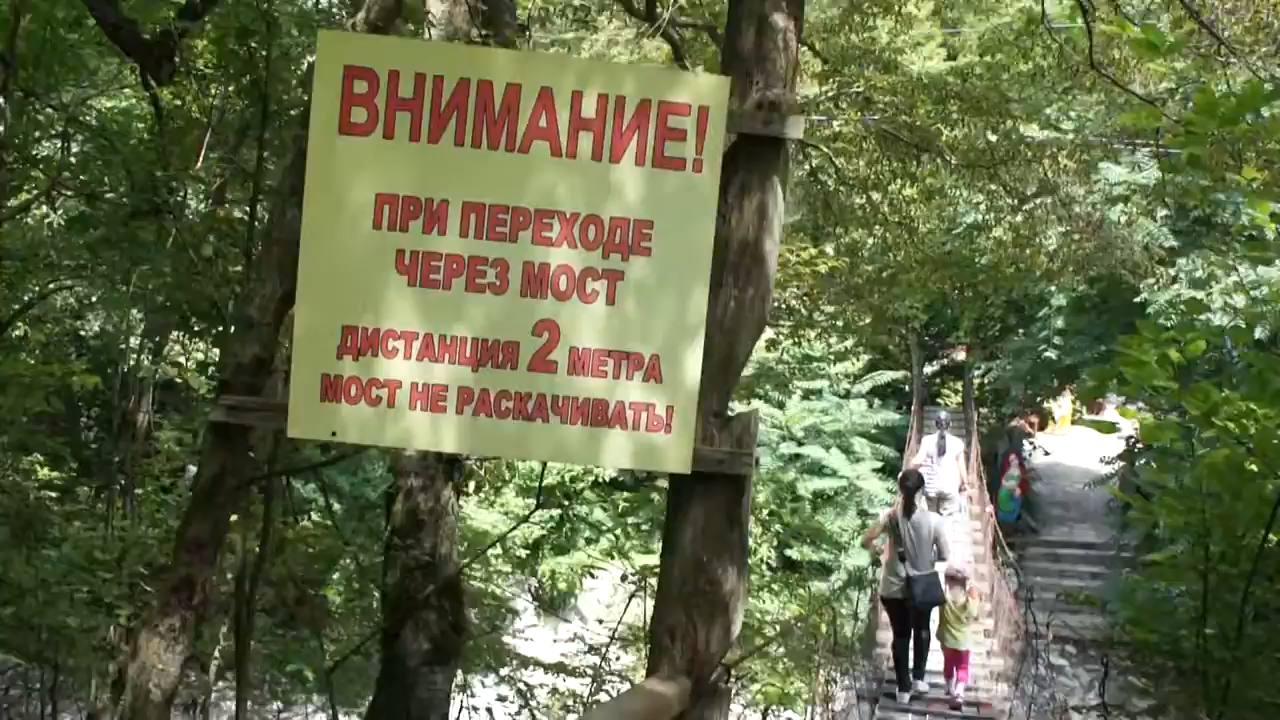 ВНИМАНИЕ!
ПРИ ПЕРЕХОДЕ
ЧЕРЕЗ МОСТ
ДИСТАНЦИЯ 2 МЕТРА
МОСТ НЕ РАСКАЧИВАТЬ!